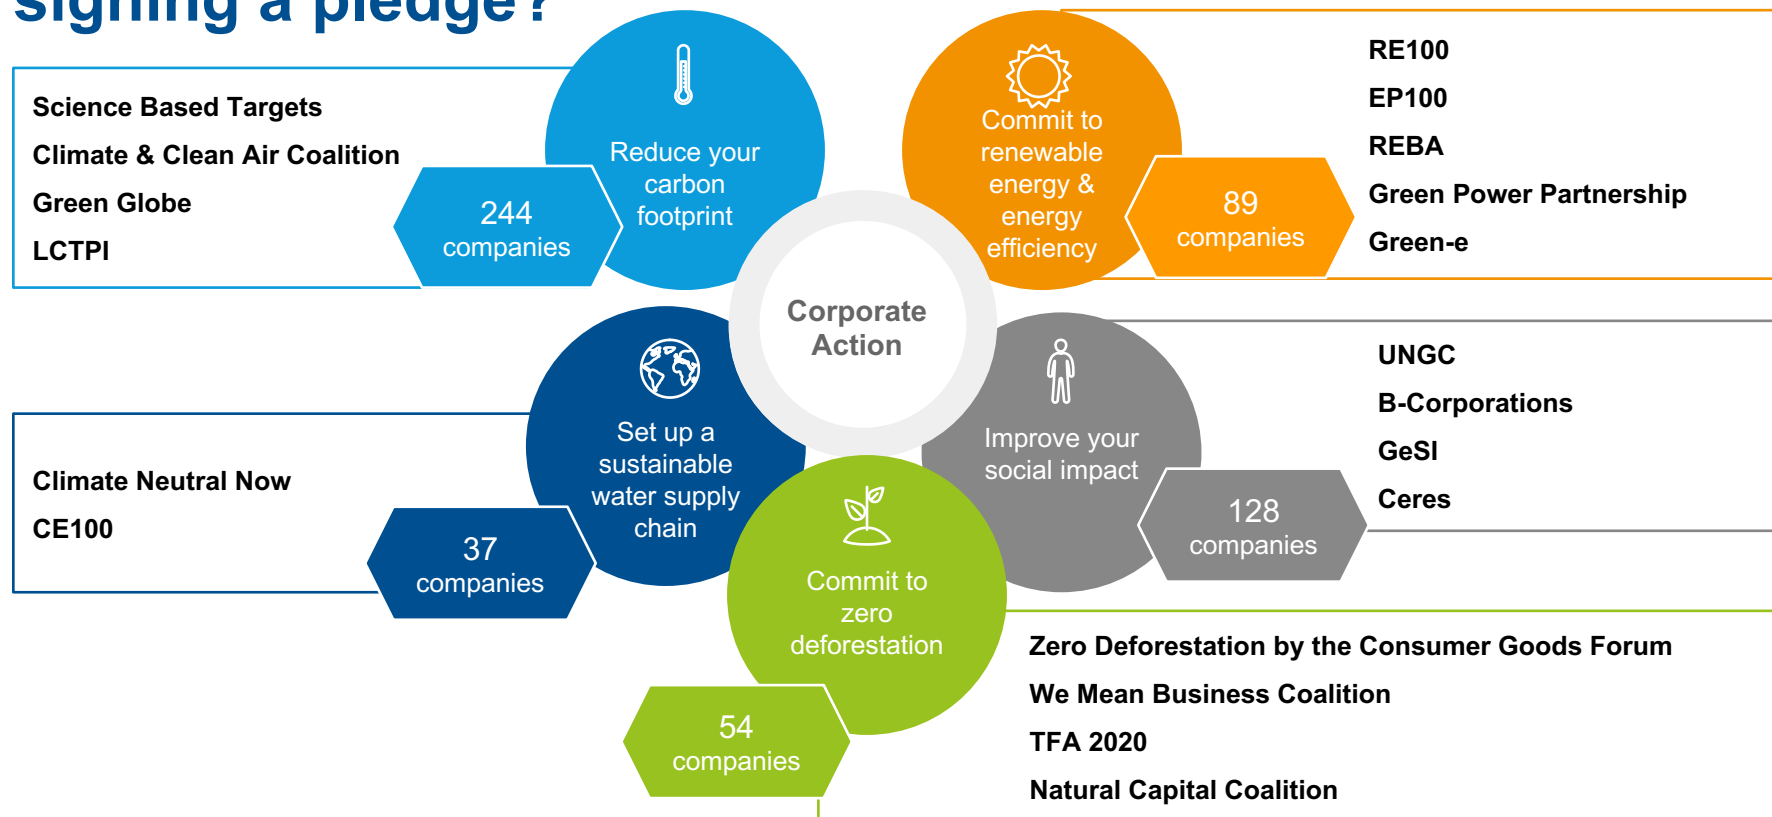 signing a pledge?
Science Based Targets
Climate & Clean Air Coalition
Green Globe
LCTPI
244
companies
Reduce your
carbon
footprint
Commit to
renewable
energy &
energy
efficiency
89
companies
RE100
EP100
REBA
Green Power Partnership
Green-e
Corporate
Action
Climate Neutral Now
CE100
37
companies
Set up a
sustainable
water supply
chain
Improve your
social impact
128
companies
UNGC
B-Corporations
GeSI
Ceres
Commit to
zero
deforestation
54
companies
Zero Deforestation by the Consumer Goods Forum
We Mean Business Coalition
TFA 2020
Natural Capital Coalition